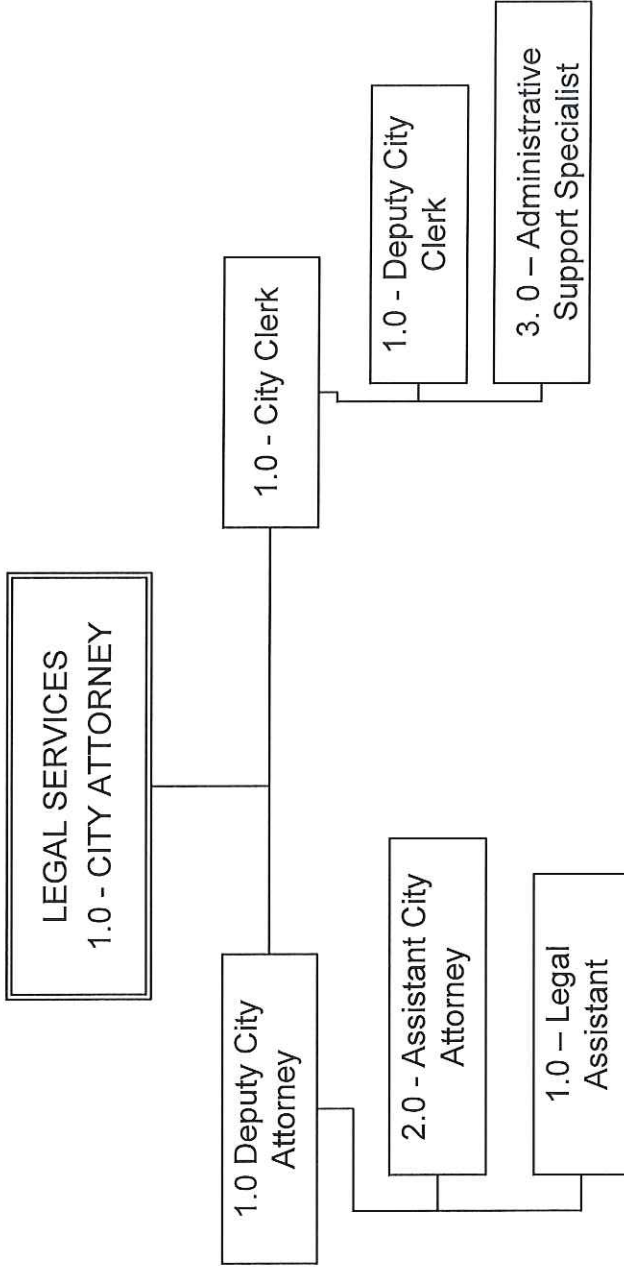 LEGAL SERVICES
1.0 - CITY ATTORNEY
1.0 Deputy City
Attorney
2.0 - Assistant City
Attorney
1.0 – Legal
Assistant
1.0 - City Clerk
1.0 - Deputy City
Clerk
3. 0 – Administrative
Support Specialist